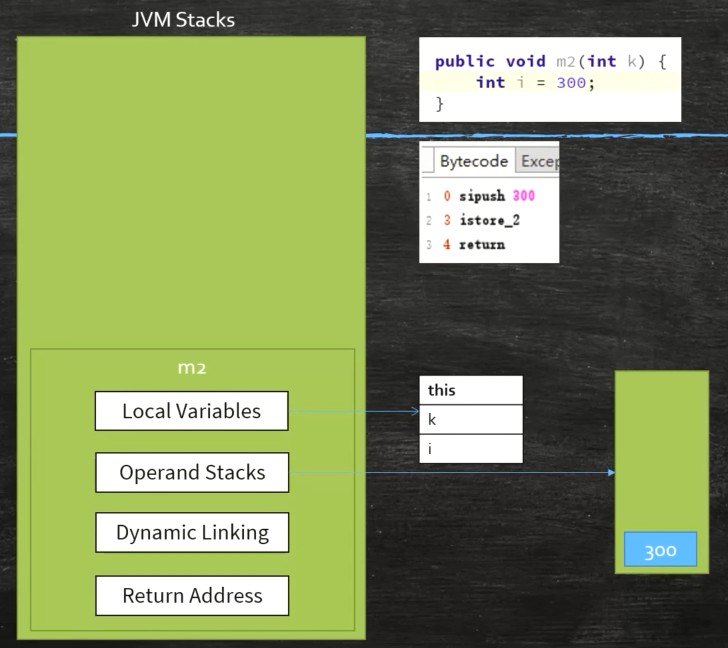 JVM Stacks
public void m2(int k) {
int i = 300;
}
Bytecode Excep
1 0 sipush 300
2 3 istore_2
3 4 return
m2
Local Variables
Operand Stacks
Dynamic Linking
Return Address
this
k
i
300